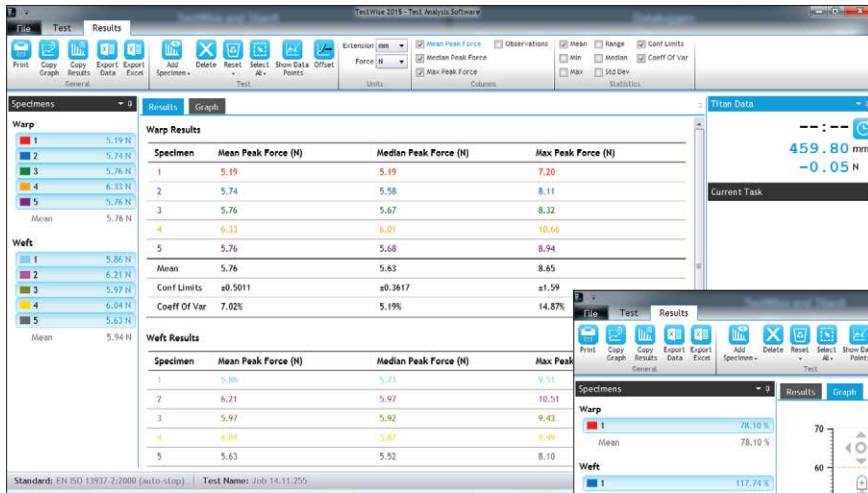 TestWise 2015 - Test Analysis Software
File Test Results
Print Copy Graph Copy Results Export Data Export Excel
General
Add Specimen Delete Reset Select All Show Data Points Offset
Test
Extension mm
Force N
Units
Mean Peak Force Observations
Median Peak Force
Max Peak Force
Columns
Mean Range Conf Limits
Min Median Coeff Of Var
Max Std Dev
Statistics
Specimens
Warp
1 5.19 N
2 5.74 N
3 5.76 N
4 6.33 N
5 5.76 N
Mean 5.76 N
Weft
1 5.86 N
2 6.21 N
3 5.97 N
4 6.04 N
5 5.63 N
Mean 5.94 N
Results Graph
Warp Results
Specimen Mean Peak Force (N) Median Peak Force (N) Max Peak Force (N)
1 5.19 5.19 7.20
2 5.74 5.58 8.11
3 5.76 5.67 8.32
4 6.33 6.01 10.66
5 5.76 5.68 8.94
Mean 5.76 5.63 8.65
Conf Limits ±0.5011 ±0.3617 ±1.59
Coeff Of Var 7.02% 5.19% 14.87%
Weft Results
Specimen Mean Peak Force (N) Median Peak Force (N) Max Peak
1 5.86 5.73 9.51
2 6.21 5.97 10.51
3 5.97 5.92 9.43
4 6.04 5.87 9.49
5 5.63 5.52 8.10
Titan Data
--:--
459.80 mm
-0.05 N
Current Task
Standard: EN ISO 13937-2:2000 (auto-stop) Test Name: Job 14.11.255
File Test Results
Print Copy Graph Copy Results Export Data Export Excel
General
Add Specimen Delete Reset Select All Show Da Points
Test
Specimens
Warp
1 78.10 %
Mean 78.10 %
Weft
1 117.74 %
Results Graph
70
60